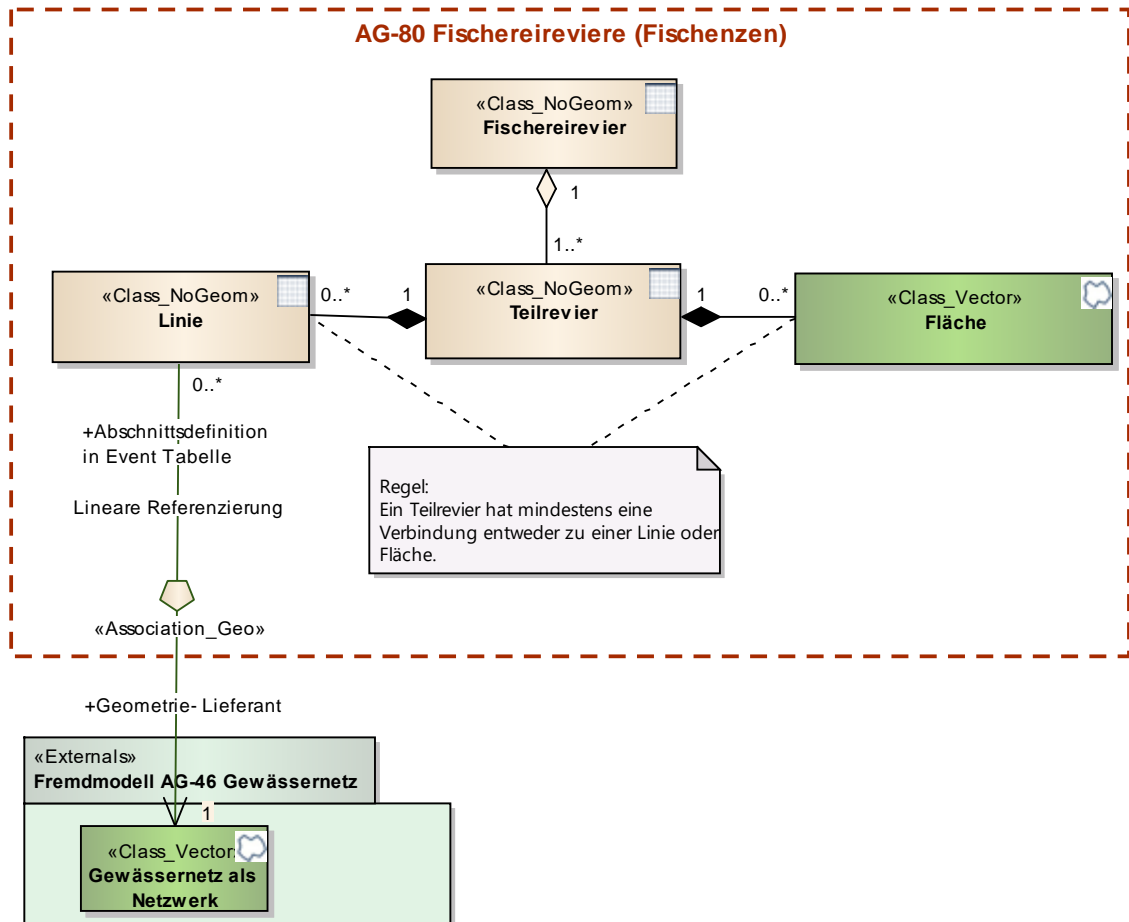 AG-80 Fischereireviere (Fischenzen)
«Class_NoGeom»
Fischereirevier
1
1..*
«Class_NoGeom»
Linie
0..*
1
«Class_NoGeom»
Teilrevier
1
0..*
«Class_Vector»
Fläche
0..*
+Abschnittsdefinition
in Event Tabelle
Lineare Referenzierung
Regel:
Ein Teilrevier hat mindestens eine
Verbindung entweder zu einer Linie oder
Fläche.
«Association_Geo»
+Geometrie- Lieferant
«Externals»
Fremdmodell AG-46 Gewässernetz
1
«Class_Vector»
Gewässernetz als
Netzwerk